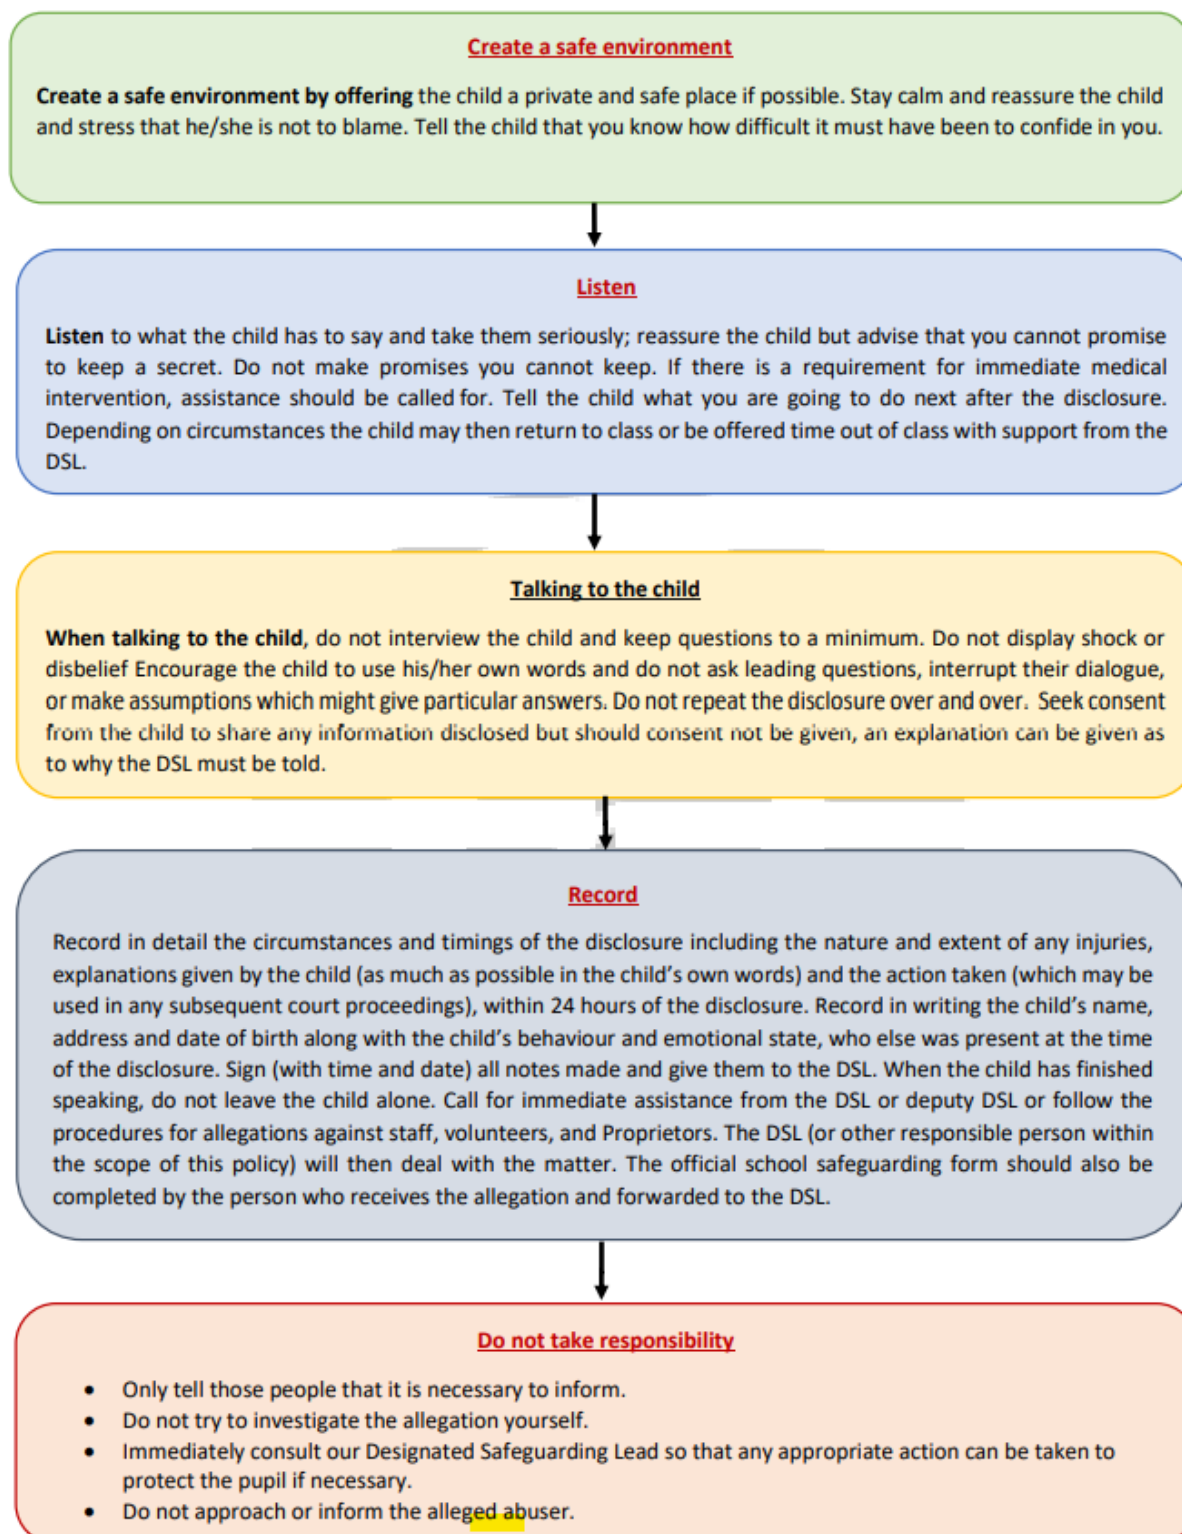 Create a safe environment
Create a safe environment by offering the child a private and safe place if possible. Stay calm and reassure the child
and stress that he/she is not to blame. Tell the child that you know how difficult it must have been to confide in you.
Listen
Listen to what the child has to say and take them seriously; reassure the child but advise that you cannot promise
to keep a secret. Do not make promises you cannot keep. If there is a requirement for immediate medical
intervention, assistance should be called for. Tell the child what you are going to do next after the disclosure.
Depending on circumstances the child may then return to class or be offered time out of class with support from the
DSL.
Talking to the child
When talking to the child, do not interview the child and keep questions to a minimum. Do not display shock or
disbelief Encourage the child to use his/her own words and do not ask leading questions, interrupt their dialogue,
or make assumptions which might give particular answers. Do not repeat the disclosure over and over. Seek consent
from the child to share any information disclosed but should consent not be given, an explanation can be given as
to why the DSL must be told.
Record
Record in detail the circumstances and timings of the disclosure including the nature and extent of any injuries,
explanations given by the child (as much as possible in the child's own words) and the action taken (which may be
used in any subsequent court proceedings), within 24 hours of the disclosure. Record in writing the child's name,
address and date of birth along with the child's behaviour and emotional state, who else was present at the time
of the disclosure. Sign (with time and date) all notes made and give them to the DSL. When the child has finished
speaking, do not leave the child alone. Call for immediate assistance from the DSL or deputy DSL or follow the
procedures for allegations against staff, volunteers, and Proprietors. The DSL (or other responsible person within
the scope of this policy) will then deal with the matter. The official school safeguarding form should also be
completed by the person who receives the allegation and forwarded to the DSL.
Do not take responsibility
• Only tell those people that it is necessary to inform.
• Do not try to investigate the allegation yourself.
• Immediately consult our Designated Safeguarding Lead so that any appropriate action can be taken to
protect the pupil if necessary.
• Do not approach or inform the alleged abuser.